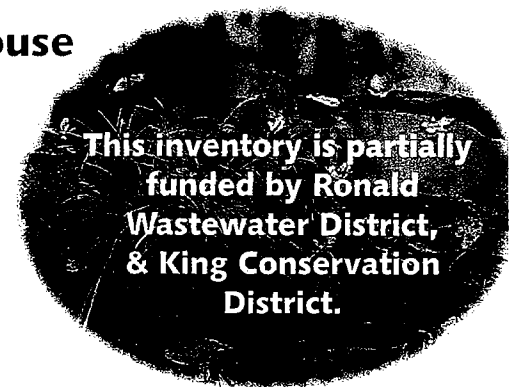 ouse
This inventory is partially
funded by Ronald
Wastewater District,
& King Conservation
District.